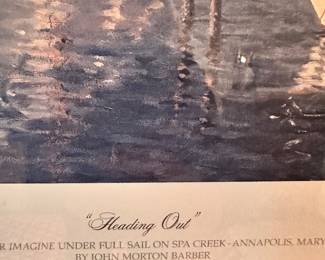 "Heading Out"
R IMAGINE UNDER FULL SAIL ON SPA CREEK - ANNAPOLIS, MARY
BY JOHN MORTON BARBER